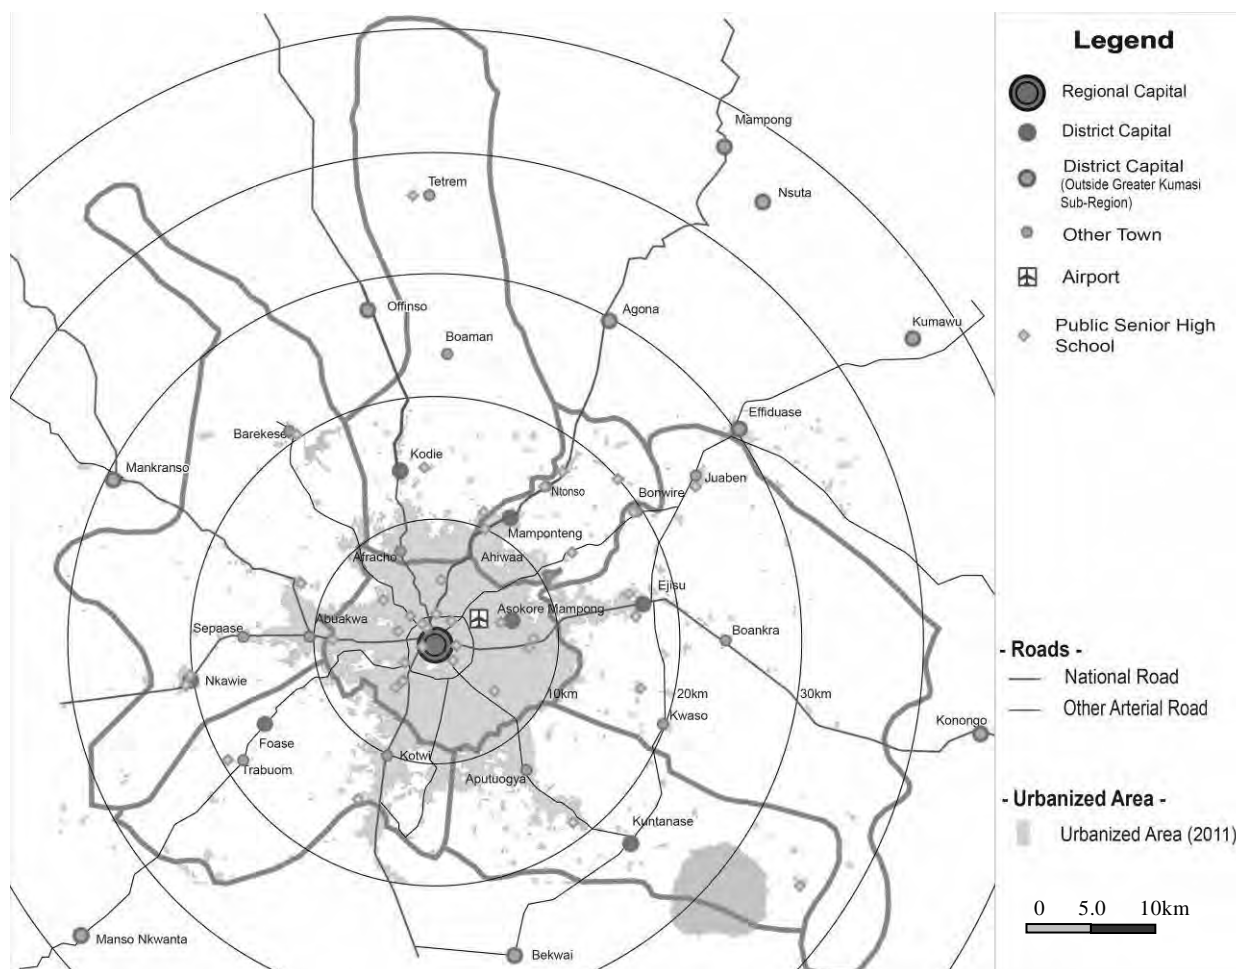 Legend
Regional Capital
District Capital
District Capital
(Outside Greater Kumasi
Sub-Region)
Other Town
Airport
Public Senior High
School
- Roads -
National Road
Other Arterial Road
- Urbanized Area -
Urbanized Area (2011)
0 5.0 10km
Mampong
Tetrem
Nsuta
Offinso
Agona
Kumawu
Boaman
Effiduase
Barekese
Kodie
Mankranso
Juaben
Ntonso
Bonwire
Mamponteng
Afracho
Ahiwaa
Ejisu
Asokore Mampong
Abuakwa
Sepaase
Boankra
Nkawie
10km
20km
30km
Kwaso
Konongo
Foase
Kotwi
Trabuom
Aputuogya
Kuntanase
Manso Nkwanta
Bekwai